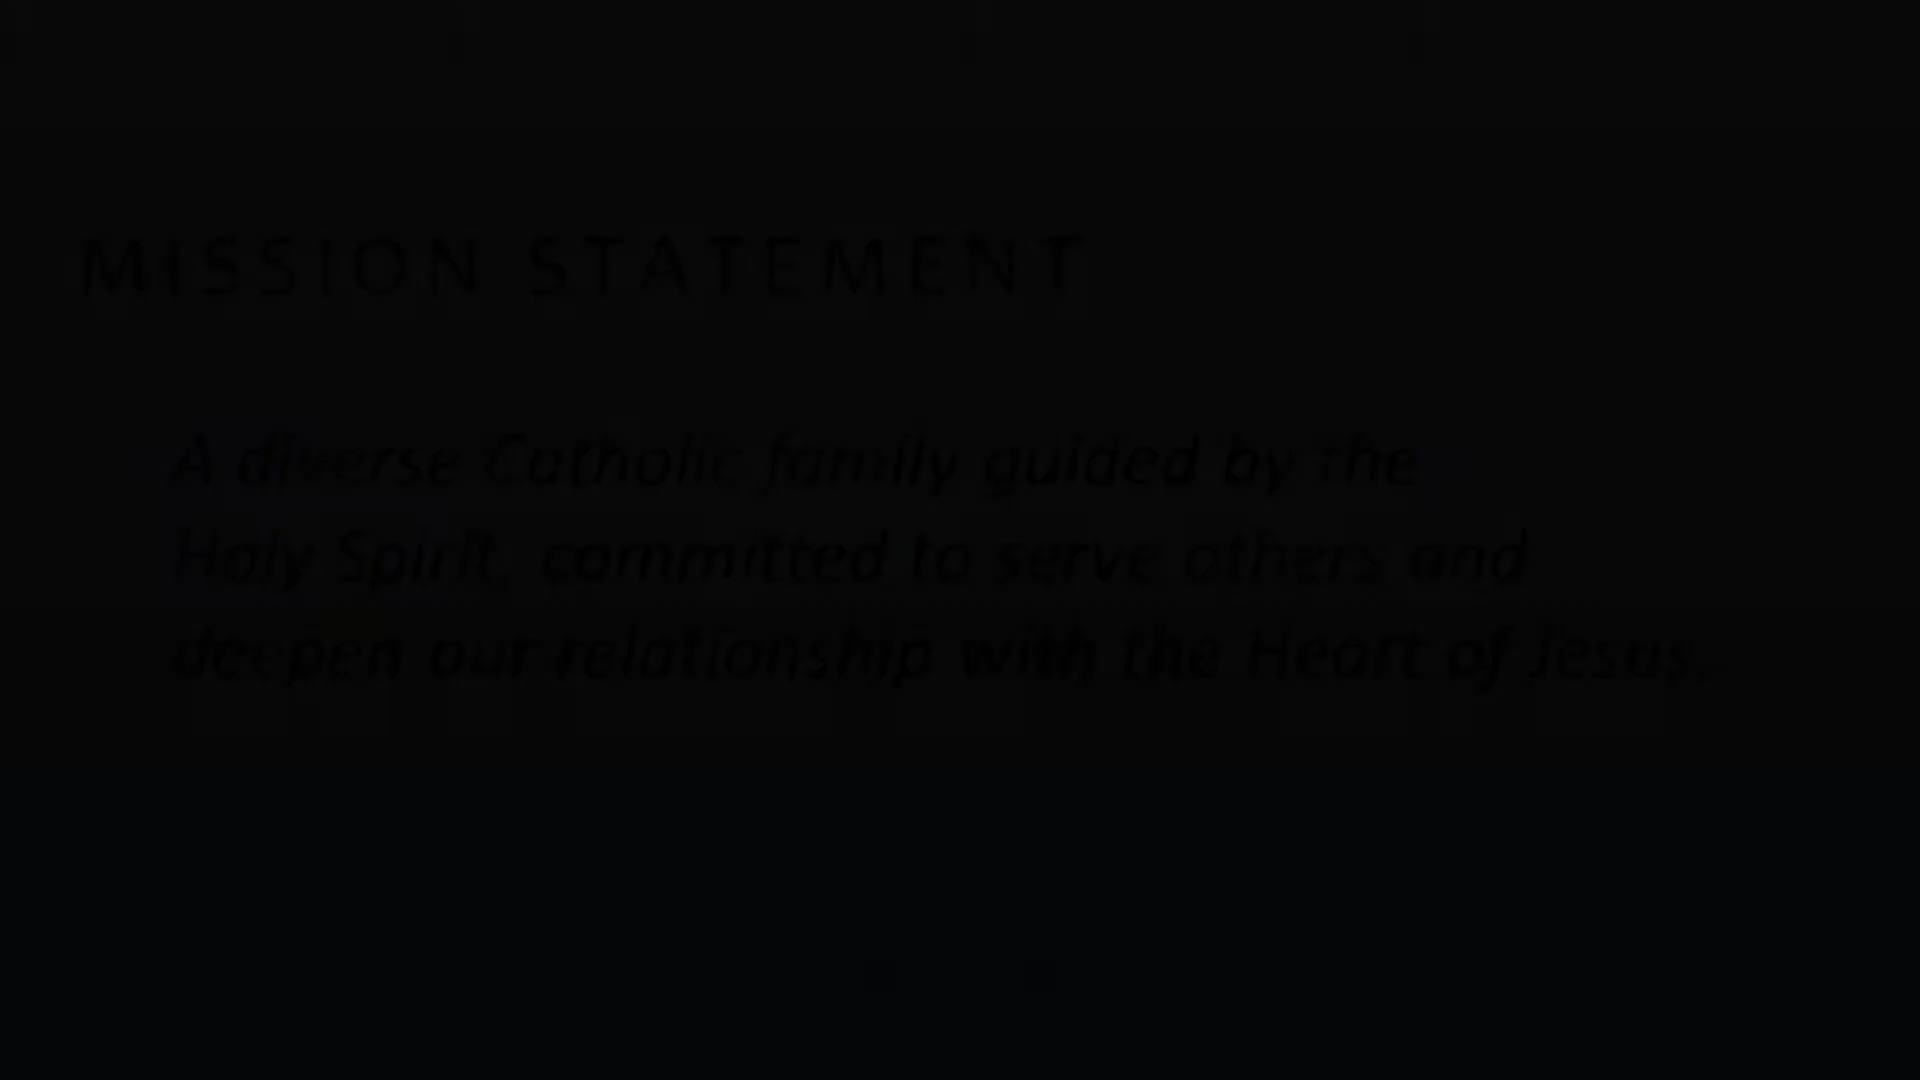 MISSION STATEMENT
A diverse Catholic family guided by the
Holy Spirit, committed to serve others and
deepen our relationship with the Heart of Jesus.